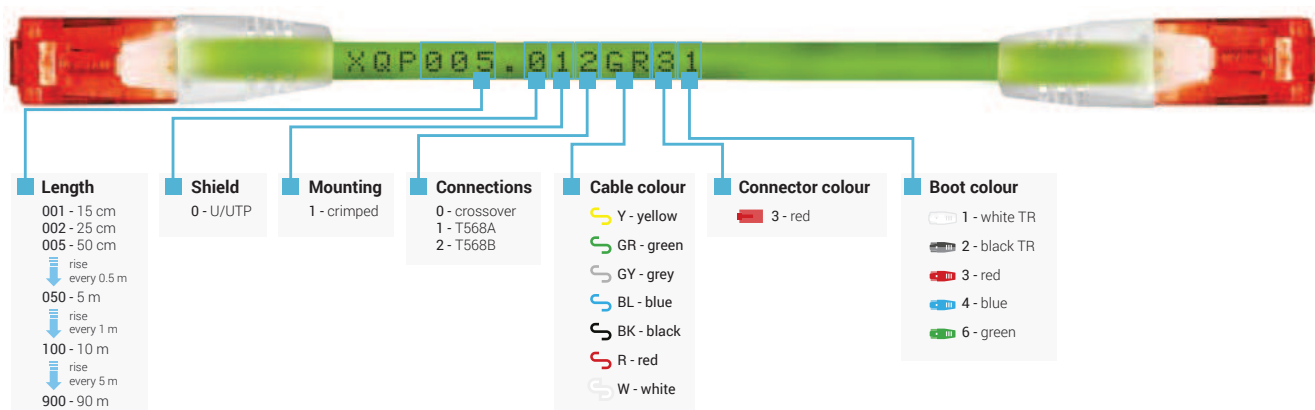 XQP005.012GR31
Length
001 - 15 cm
002 - 25 cm
005 - 50 cm
rise
every 0.5 m
050 - 5 m
rise
every 1 m
100 - 10 m
rise
every 5 m
900 - 90 m
Shield
0 - U/UTP
Mounting
1 - crimped
Connections
0 - crossover
1 - T568A
2 - T568B
Cable colour
Y - yellow
GR - green
GY - grey
BL - blue
BK - black
R - red
W - white
Connector colour
3 - red
Boot colour
1 - white TR
2 - black TR
3 - red
4 - blue
6 - green